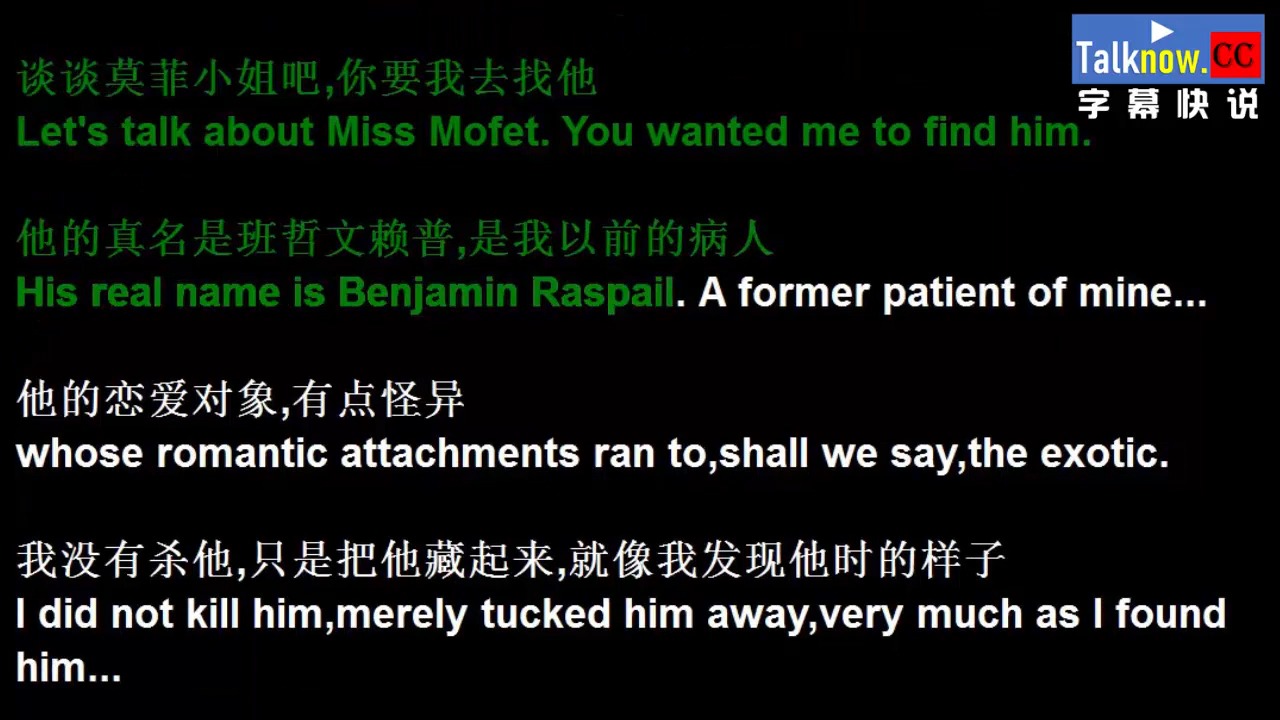 谈谈莫菲小姐吧,你要我去找他
Let's talk about Miss Mofet. You wanted me to find him.
他的真名是班哲文赖普,是我以前的病人
His real name is Benjamin Raspail. A former patient of mine...
他的恋爱对象,有点怪异
whose romantic attachments ran to,shall we say,the exotic.
我没有杀他,只是把他藏起来,就像我发现他时的样子
I did not kill him,merely tucked him away,very much as I found
him...
Talknow.CC
字幕快说